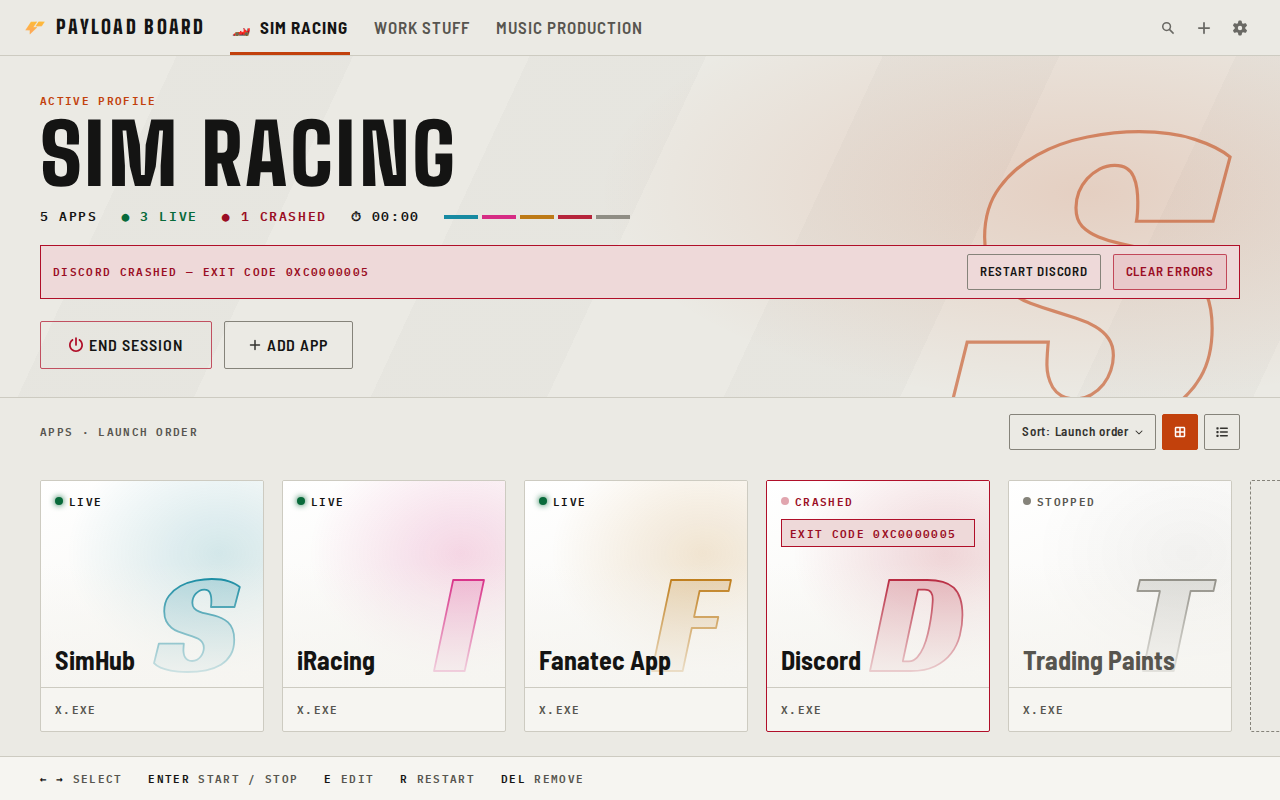 PAYLOAD BOARD
SIM RACING
WORK STUFF
MUSIC PRODUCTION
ACTIVE PROFILE
SIM RACING
5 APPS ● 3 LIVE ● 1 CRASHED ⏱ 00:00
S
DISCORD CRASHED — EXIT CODE 0XC0000005
RESTART DISCORD
CLEAR ERRORS
END SESSION
+ ADD APP
APPS · LAUNCH ORDER
Sort: Launch order
LIVE
S
SimHub
X.EXE
LIVE
I
iRacing
X.EXE
LIVE
F
Fanatec App
X.EXE
CRASHED
EXIT CODE 0XC0000005
D
Discord
X.EXE
STOPPED
T
Trading Paints
X.EXE
← → SELECT ENTER START / STOP E EDIT R RESTART DEL REMOVE